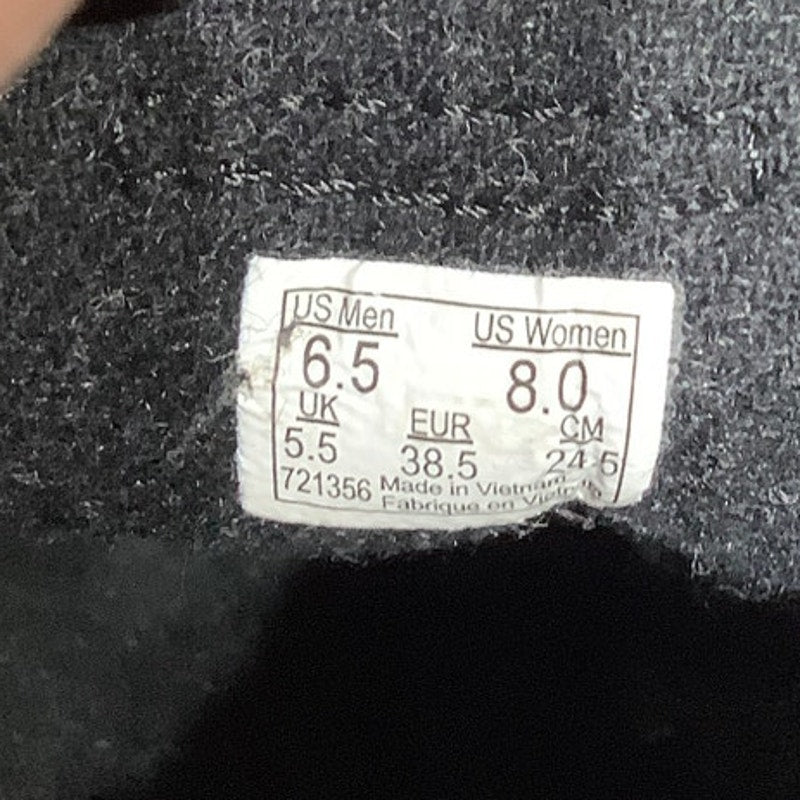 US Men US Women
6.5 8.0
UK EUR CM
5.5 38.5 24.5
721356 Made in Vietnam
Fabrique en Vietnam